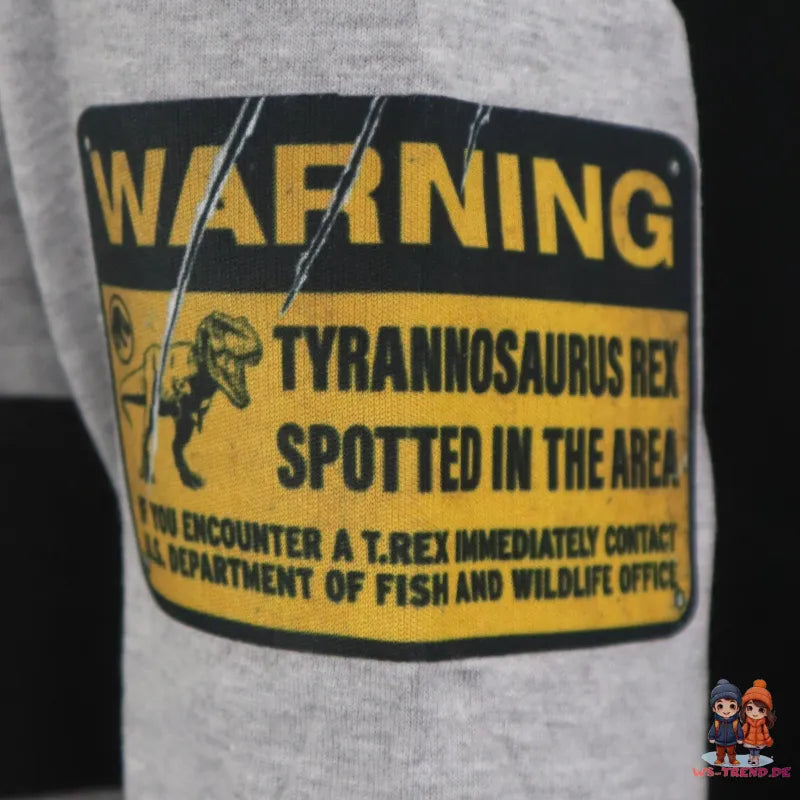 WARNING
TYRANNOSAURUS REX
SPOTTED IN THE AREA
IF YOU ENCOUNTER A T.REX IMMEDIATELY CONTACT
U.S. DEPARTMENT OF FISH AND WILDLIFE OFFICE
WS-TREND.DE